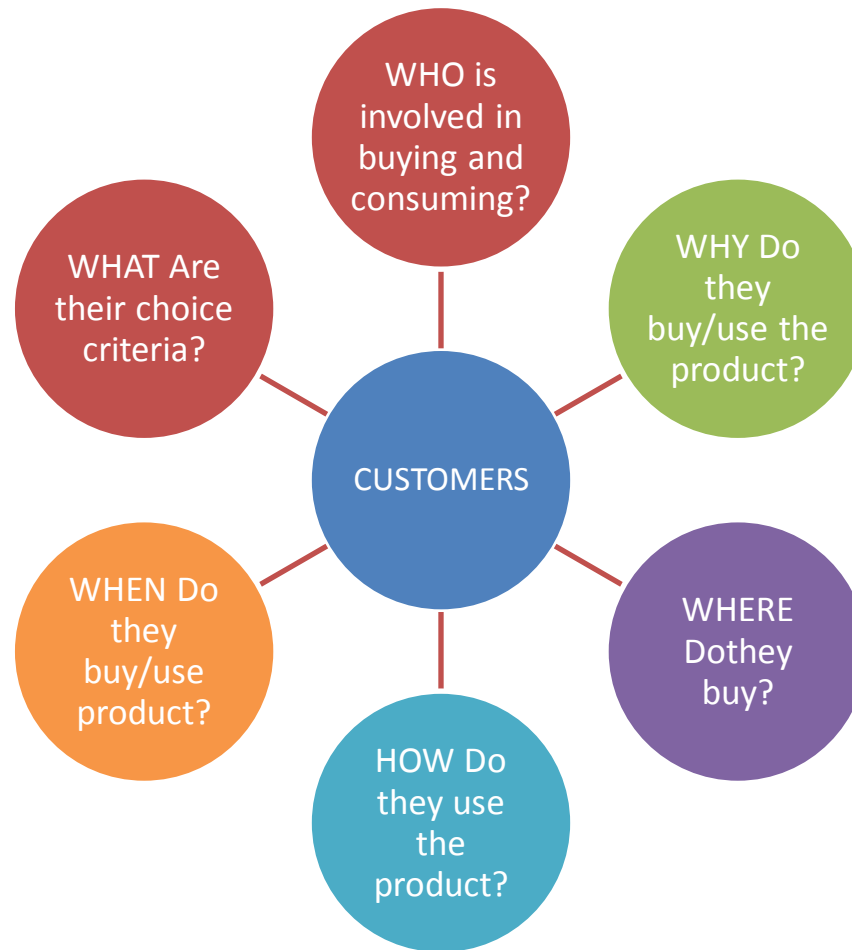 WHO is
involved in
buying and
consuming?
WHY Do
they
buy/use the
product?
WHERE
Dothey
buy?
HOW Do
they use
the
product?
WHEN Do
they
buy/use
product?
WHAT Are
their choice
criteria?
CUSTOMERS